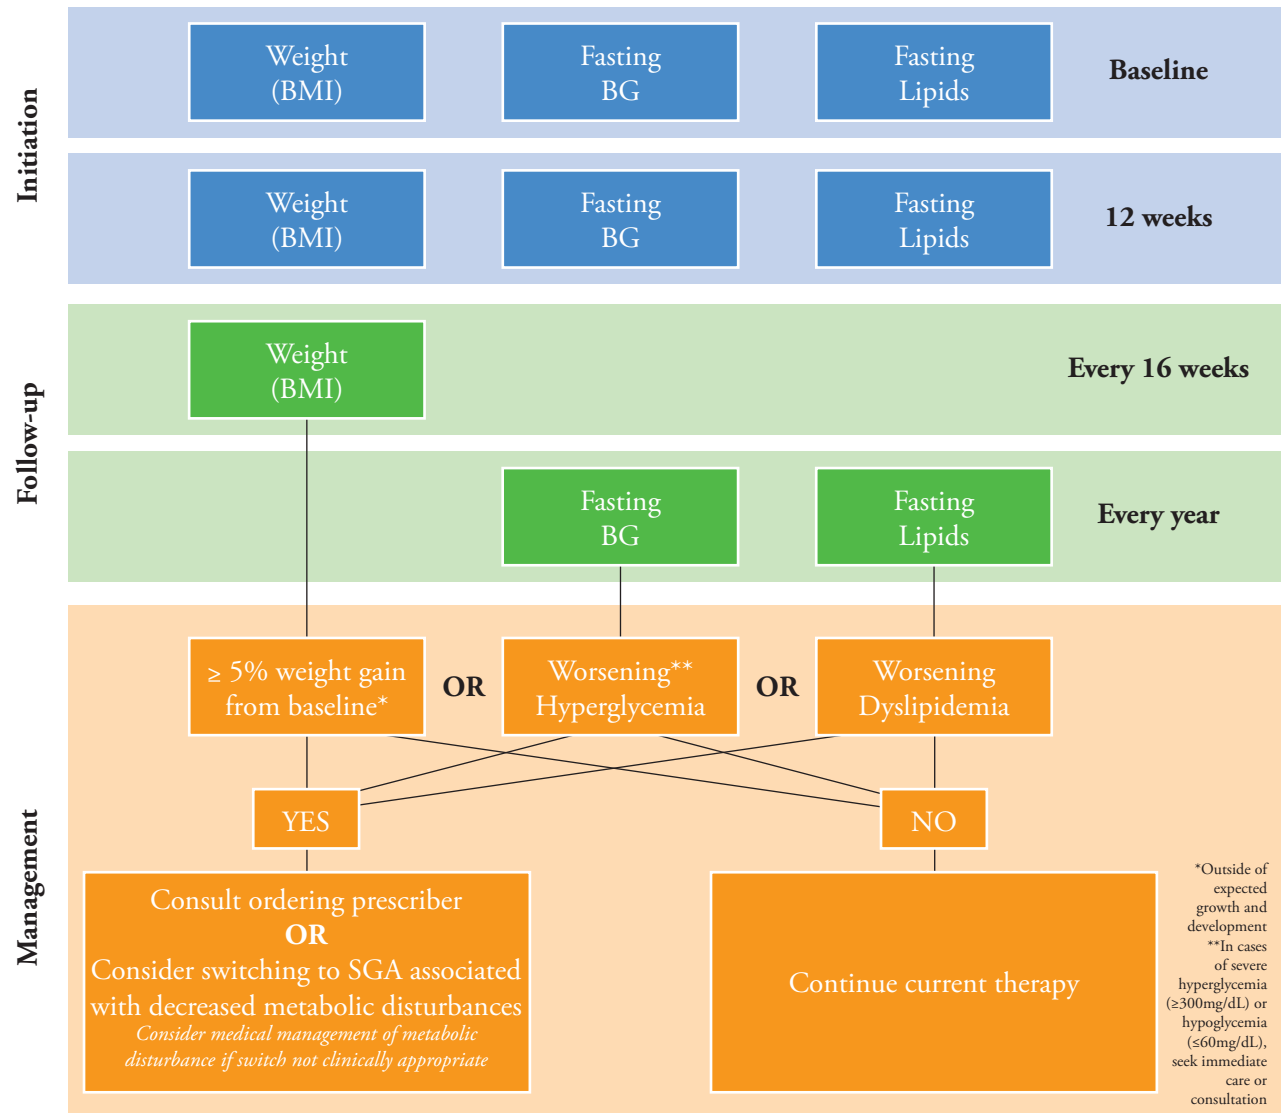 Initiation
Weight
(BMI)
Fasting
BG
Fasting
Lipids
Baseline
Weight
(BMI)
Fasting
BG
Fasting
Lipids
12 weeks
Follow-up
Weight
(BMI)
Every 16 weeks
Fasting
BG
Fasting
Lipids
Every year
Management
≥ 5% weight gain
from baseline*
OR
Worsening**
Hyperglycemia
OR
Worsening
Dyslipidemia
YES
NO
Consult ordering prescriber
OR
Consider switching to SGA associated
with decreased metabolic disturbances
Consider medical management of metabolic
disturbance if switch not clinically appropriate
Continue current therapy
*Outside of
expected
growth and
development
**In cases
of severe
hyperglycemia
(≥300mg/dL) or
hypoglycemia
(≤60mg/dL),
seek immediate
care or
consultation